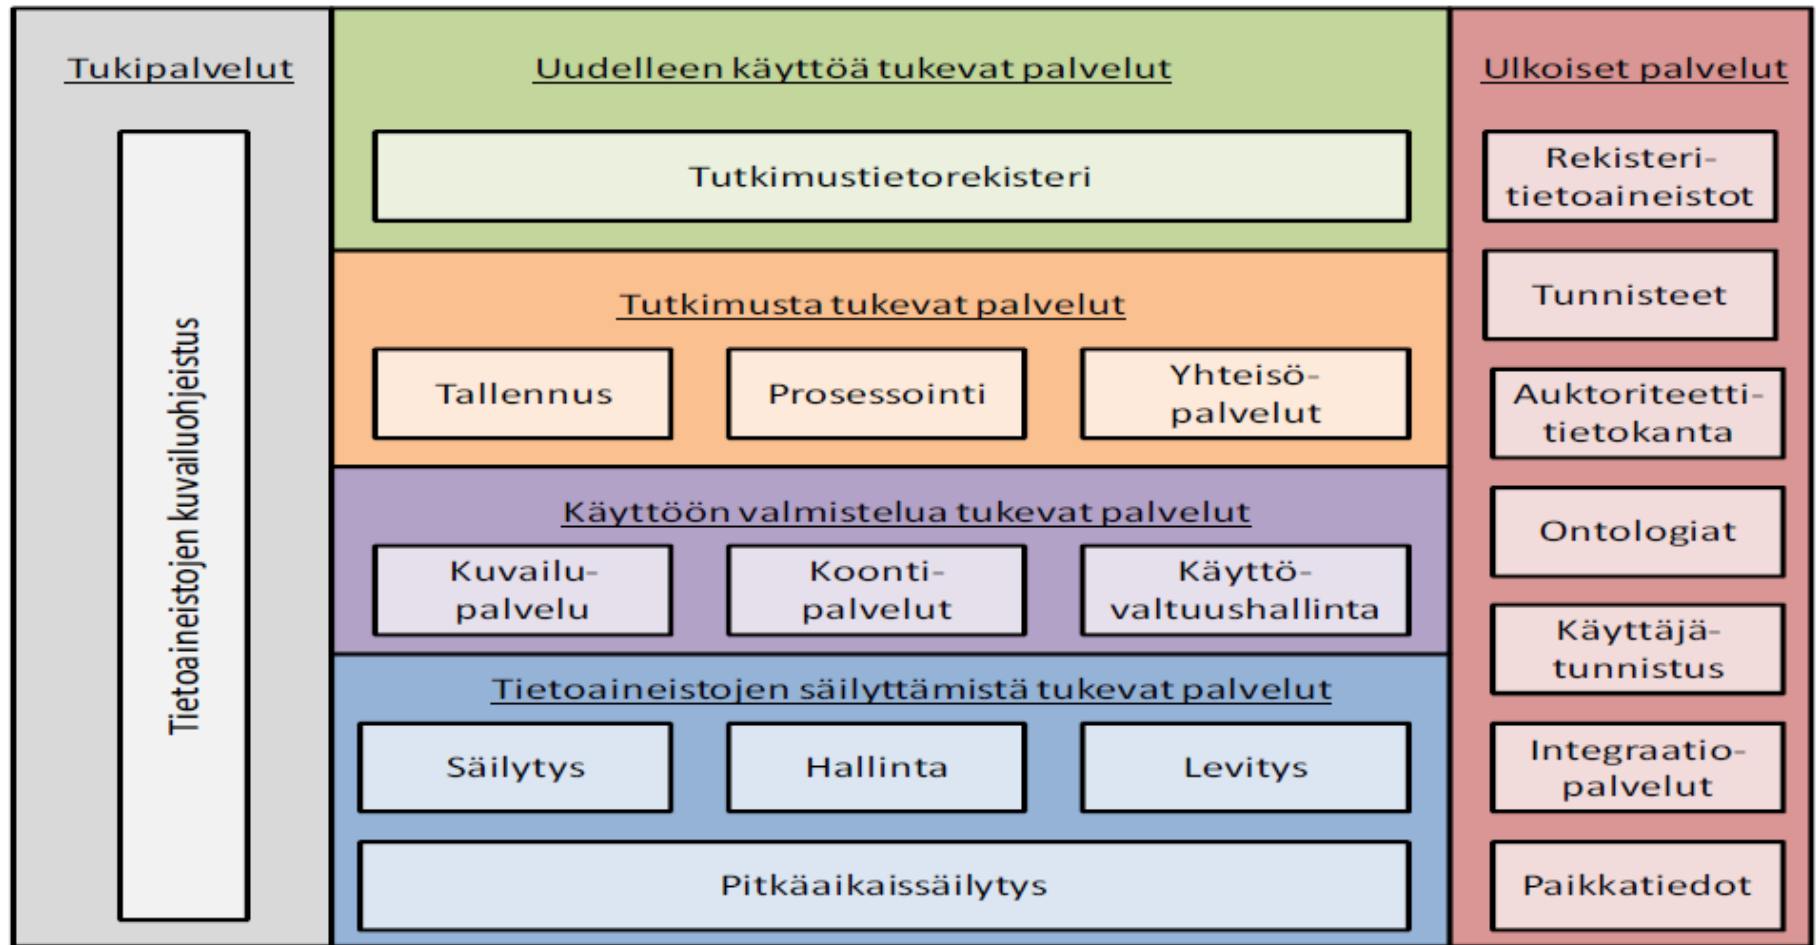 Tukipalvelut
Tietoaineistojen kuvailuohjeistus
Uudelleen käyttöä tukevat palvelut
Tutkimustietorekisteri
Tutkimusta tukevat palvelut
Tallennus
Prosessointi
Yhteisö-
palvelut
Käyttöön valmistelua tukevat palvelut
Kuvailu-
palvelu
Koonti-
palvelut
Käyttö-
valtuushallinta
Tietoaineistojen säilyttämistä tukevat palvelut
Säilytys
Hallinta
Levitys
Pitkäaikaissäilytys
Ulkoiset palvelut
Rekisteri-
tietoaineistot
Tunnisteet
Auktoriteetti-
tietokanta
Ontologiat
Käyttäjä-
tunnistus
Integraatio-
palvelut
Paikkatiedot